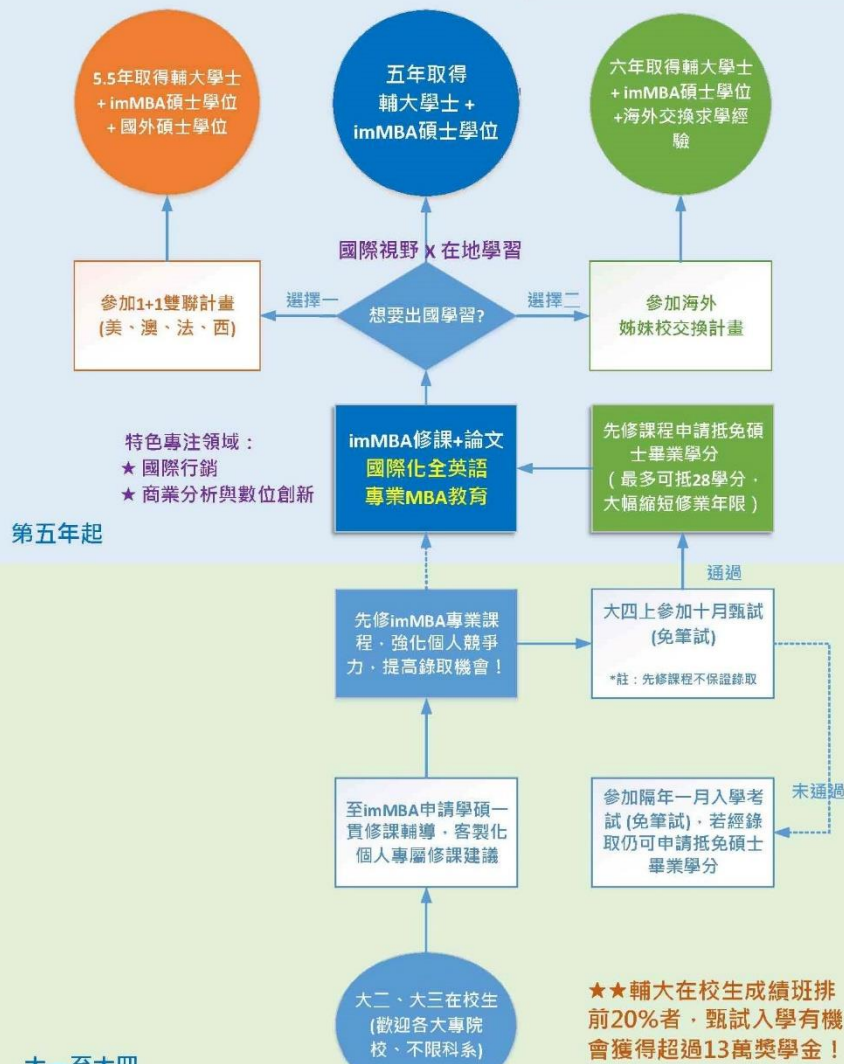 5.5年取得輔大學士
+ imMBA碩士學位
+ 國外碩士學位
五年取得
輔大學士 +
imMBA碩士學位
六年取得輔大學士
+ imMBA碩士學位
+海外交換求學經
驗
國際視野 X 在地學習
參加1+1雙聯計畫
(美、澳、法、西)
選擇一
想要出國學習?
選擇二
參加海外
姊妹校交換計畫
特色專注領域：
★ 國際行銷
★ 商業分析與數位創新
imMBA修課+論文
國際化全英語
專業MBA教育
先修課程申請抵免碩
士畢業學分
（最多可抵28學分，
大幅縮短修業年限）
第五年起
通過
先修imMBA專業課
程，強化個人競爭
力，提高錄取機會！
大四上參加十月甄試
(免筆試)
*註：先修課程不保證錄取
未通過
至imMBA申請學碩一
貫修課輔導，客製化
個人專屬修課建議
參加隔年一月入學考
試 (免筆試)，若經錄
取仍可申請抵免碩士
畢業學分
大二、大三在校生
(歡迎各大專院
校、不限科系)
★★輔大在校生成績班排
前20%者，甄試入學有機
會獲得超過13萬獎學金！